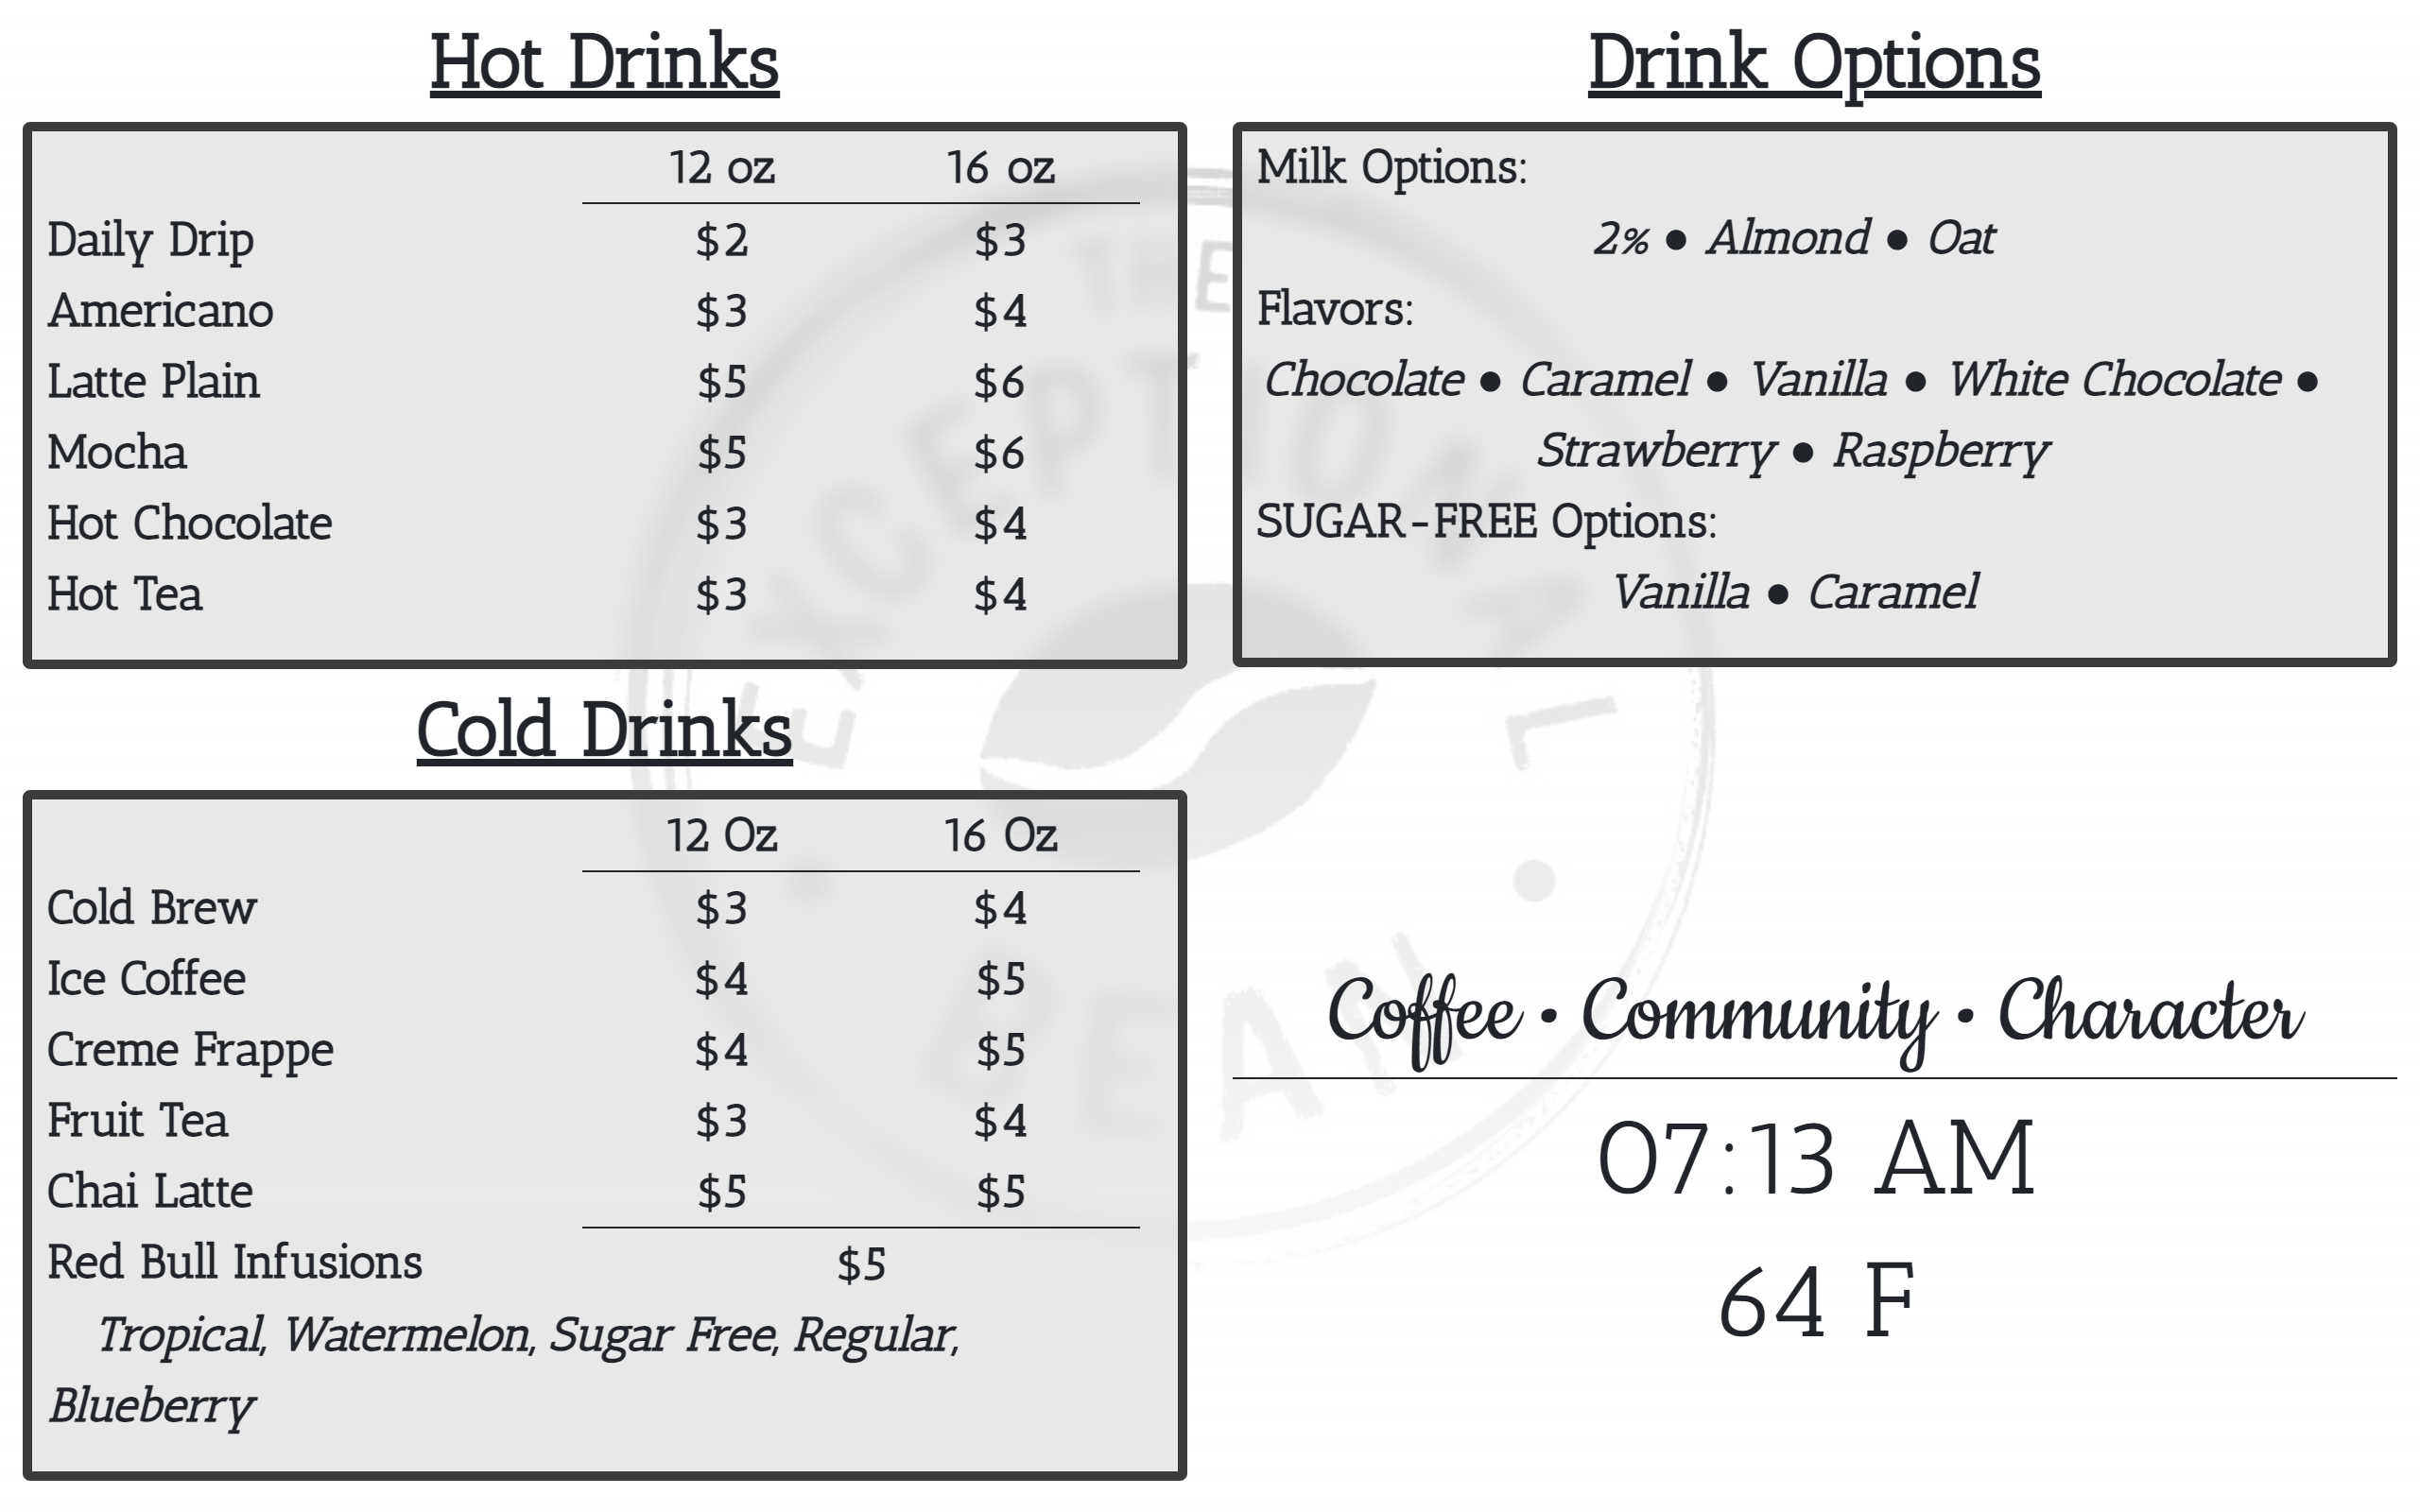 Hot Drinks
12 oz 16 oz
Daily Drip $2 $3
Americano $3 $4
Latte Plain $5 $6
Mocha $5 $6
Hot Chocolate $3 $4
Hot Tea $3 $4
Cold Drinks
12 Oz 16 Oz
Cold Brew $3 $4
Ice Coffee $4 $5
Creme Frappe $4 $5
Fruit Tea $3 $4
Chai Latte $5 $5
Red Bull Infusions $5
Tropical, Watermelon, Sugar Free, Regular,
Blueberry
Drink Options
Milk Options:
2% ● Almond ● Oat
Flavors:
Chocolate ● Caramel ● Vanilla ● White Chocolate ●
Strawberry ● Raspberry
SUGAR-FREE Options:
Vanilla ● Caramel
Coffee • Community • Character
07:13 AM
64 F
THE
EXCEPTIONAL
BEAN